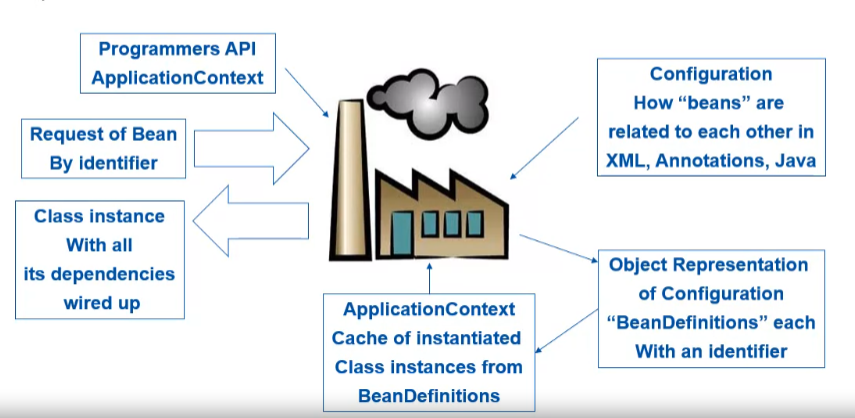 Programmers API
ApplicationContext
Request of Bean
By identifier
Class instance
With all
its dependencies
wired up
Configuration
How “beans” are
related to each other in
XML, Annotations, Java
Object Representation
of Configuration
“BeanDefinitions” each
With an identifier
ApplicationContext
Cache of instantiated
Class instances from
BeanDefinitions